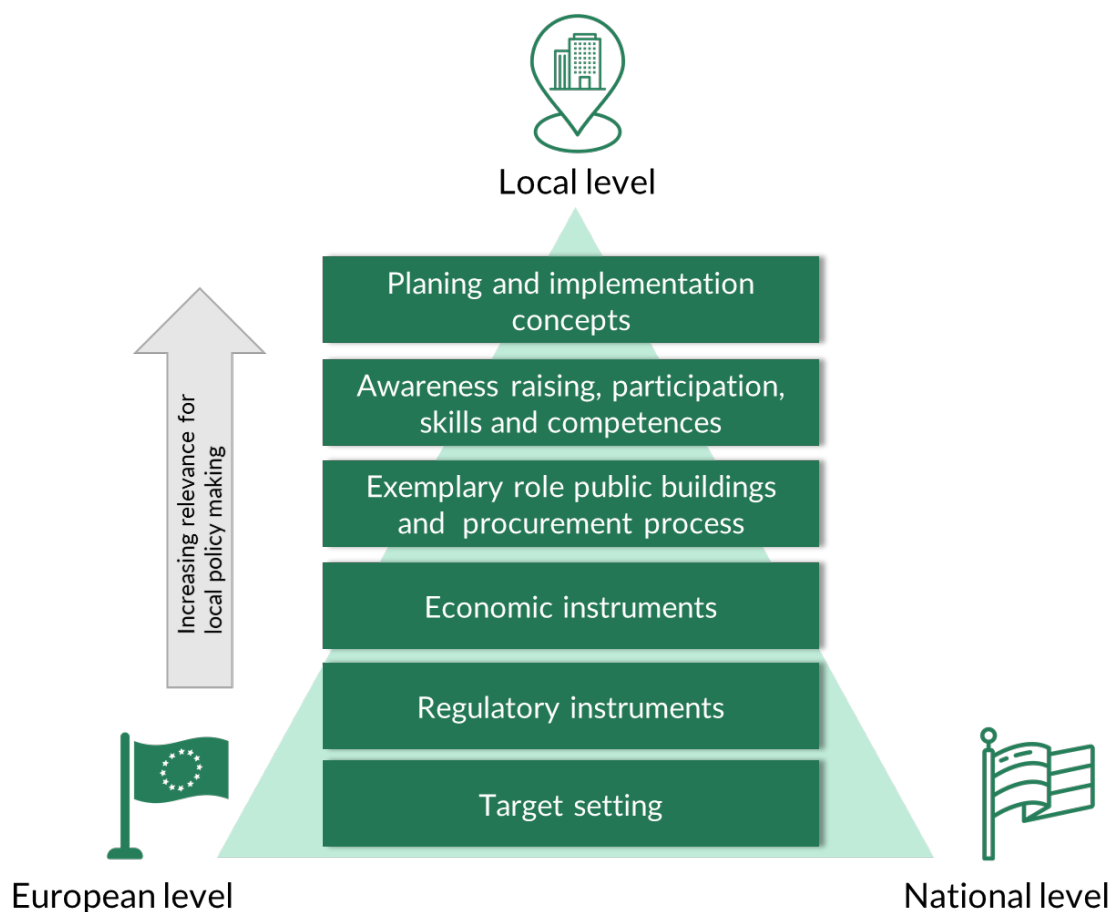 Local level
Planing and implementation
concepts
Awareness raising, participation,
skills and competences
Exemplary role public buildings
and procurement process
Economic instruments
Regulatory instruments
Target setting
Increasing relevance for
local policy making
European level
National level